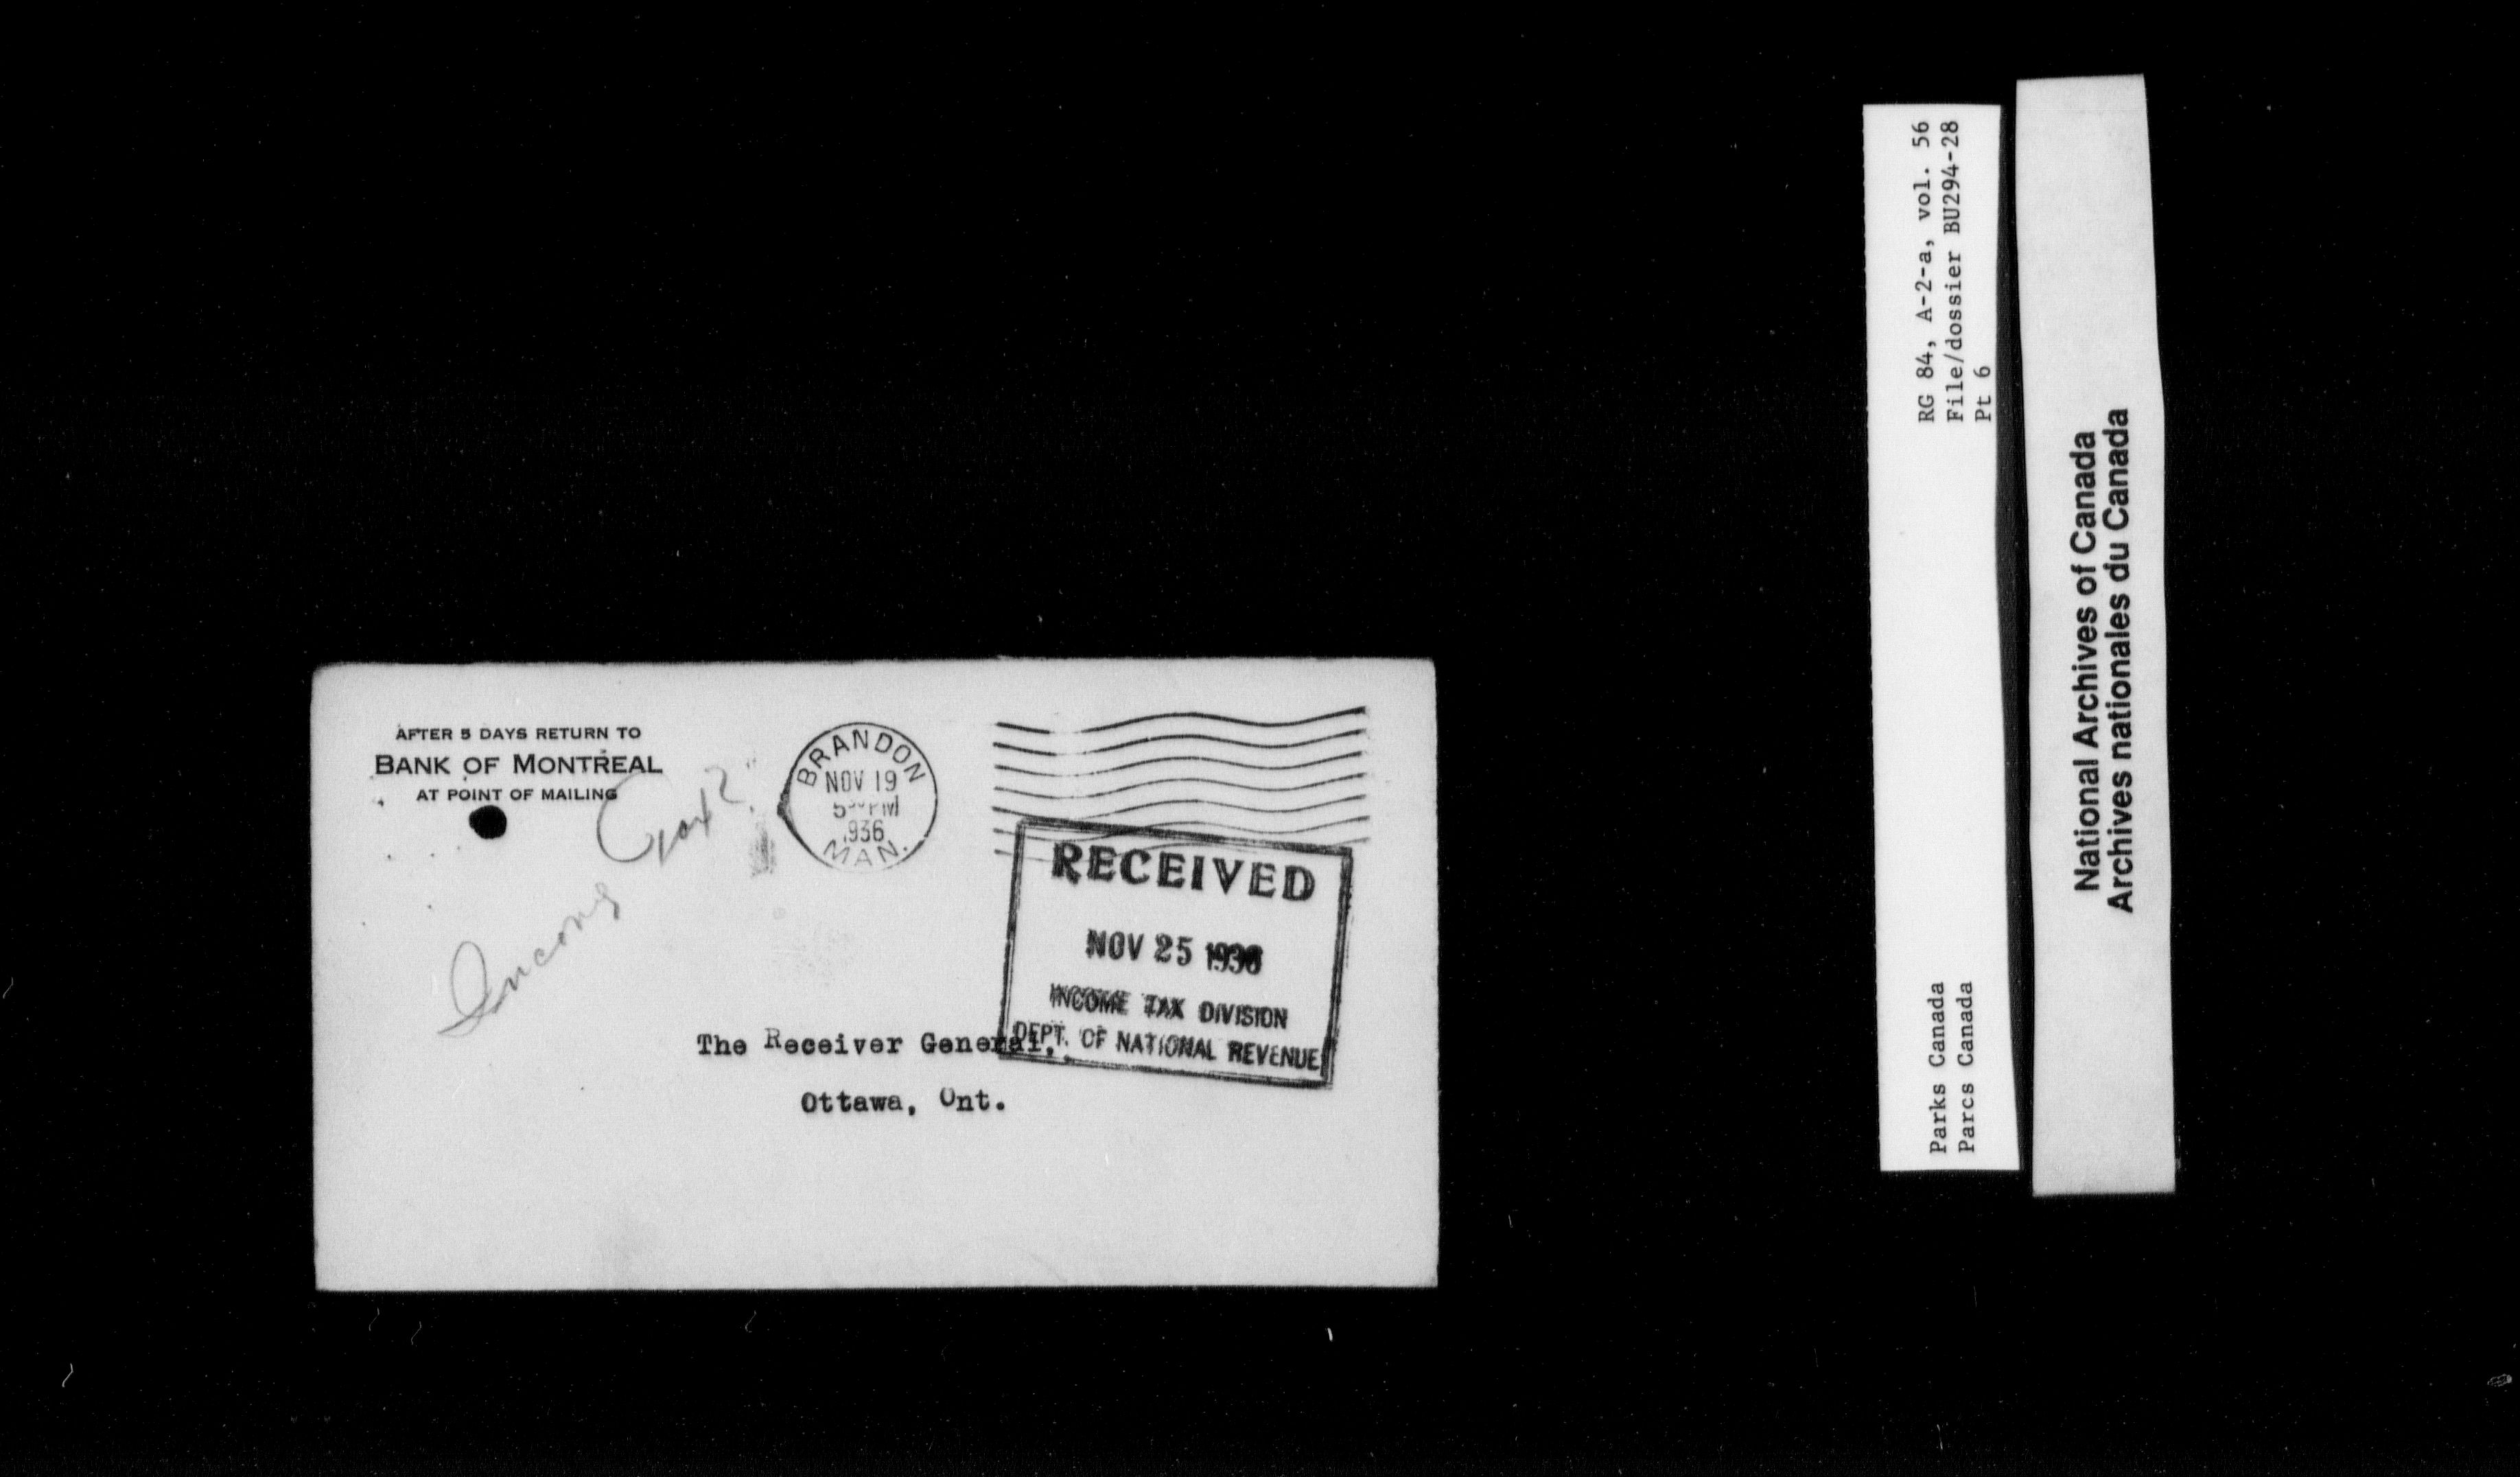 AFTER 5 DAYS RETURN TO
BANK OF MONTREAL
AT POINT OF MAILING
Income Tax?
BRANDON
NOV 19
5 PM
1936
MAN.
RECEIVED
NOV 25 1936
INCOME TAX DIVISION
DEPT. OF NATIONAL REVENUE
The Receiver General,
Ottawa, Ont.
RG 84, A-2-a, vol. 56
File/dossier BU294-28
Pt 6
Parks Canada
Parcs Canada
National Archives of Canada
Archives nationales du Canada